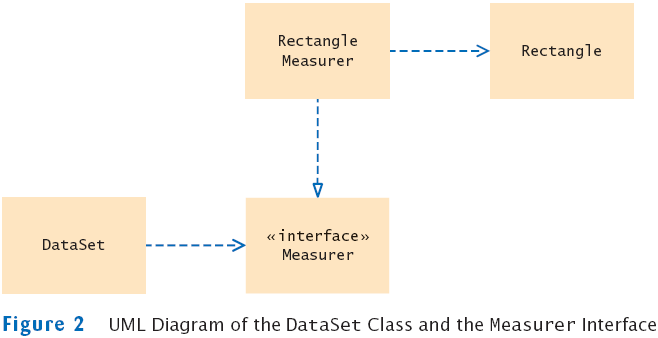 Rectangle
Measurer
Rectangle
DataSet
«interface»
Measurer
Figure 2 UML Diagram of the DataSet Class and the Measurer Interface